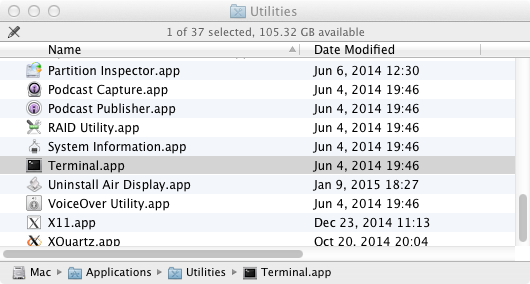 Utilities
1 of 37 selected, 105.32 GB available
Name Date Modified
Partition Inspector.app Jun 6, 2014 12:30
Podcast Capture.app Jun 4, 2014 19:46
Podcast Publisher.app Jun 4, 2014 19:46
RAID Utility.app Jun 4, 2014 19:46
System Information.app Jun 4, 2014 19:46
Terminal.app Jun 4, 2014 19:46
Uninstall Air Display.app Jan 9, 2015 18:27
VoiceOver Utility.app Jun 4, 2014 19:46
X11.app Dec 23, 2014 11:13
XQuartz.app Oct 20, 2014 20:04
Mac Applications Utilities Terminal.app